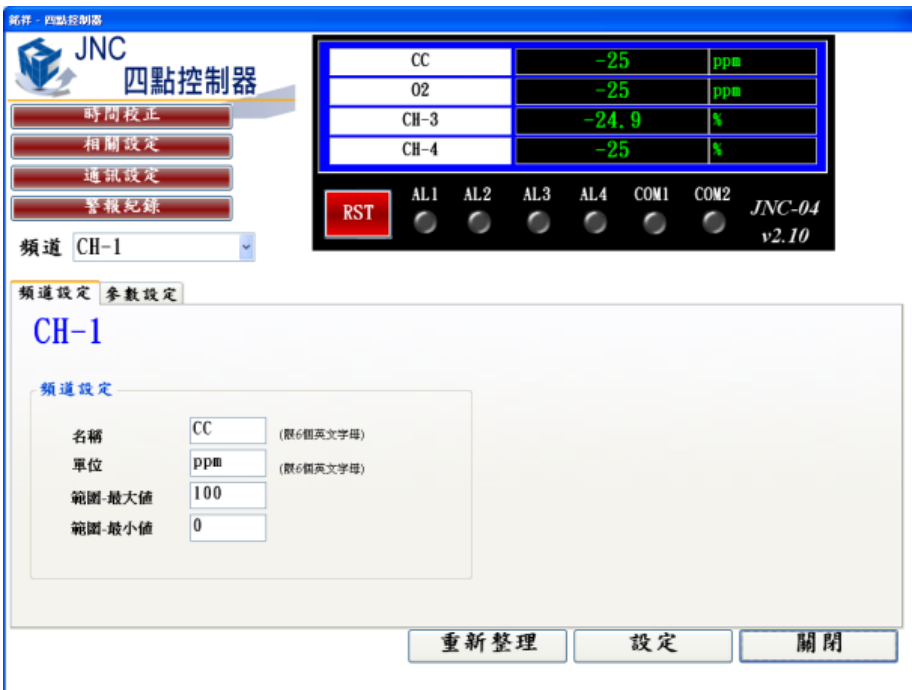 銘祥 - 四點控制器
JNC
四點控制器
時間校正
相關設定
通訊設定
警報紀錄
頻道 CH-1
CC -25 ppm
O2 -25 ppm
CH-3 -24.9 %
CH-4 -25 %
RST AL1 AL2 AL3 AL4 COM1 COM2
JNC-04
v2.10
頻道設定 參數設定
CH-1
頻道設定
名稱 CC (限6個英文字母)
單位 ppm (限6個英文字母)
範圍-最大值 100
範圍-最小值 0
重新整理 設定 關閉